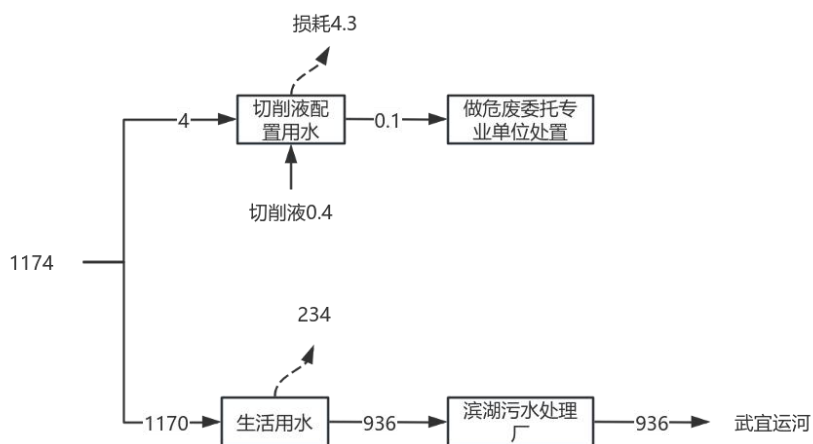 损耗4.3
4
切削液配
置用水
0.1
做危废委托专
业单位处置
切削液0.4
1174
234
1170
生活用水
936
滨湖污水处理
厂
936
武宜运河